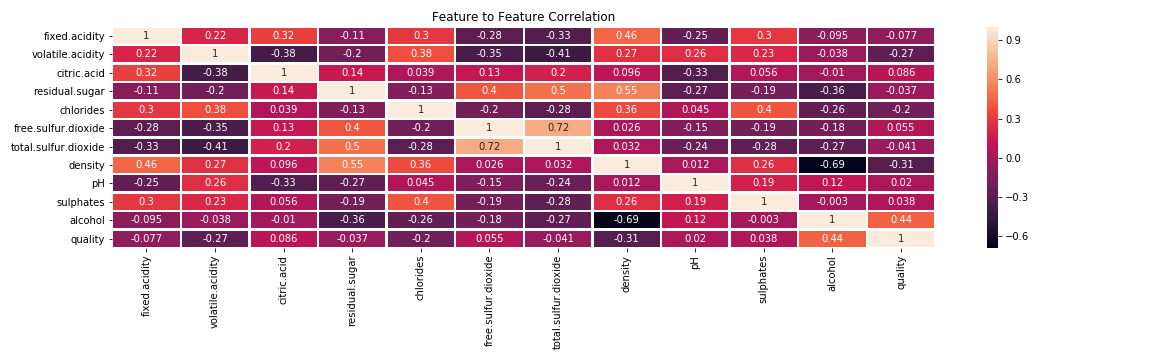 Feature to Feature Correlation
fixed.acidity 1 0.22 0.32 -0.11 0.3 -0.28 -0.33 0.46 -0.25 0.3 -0.095 -0.077
volatile.acidity 0.22 1 -0.38 -0.2 0.38 -0.35 -0.41 0.27 0.26 0.23 -0.038 -0.27
citric.acid 0.32 -0.38 1 0.14 0.039 0.13 0.2 0.096 -0.33 0.056 -0.01 0.086
residual.sugar -0.11 -0.2 0.14 1 -0.13 0.4 0.5 0.55 -0.27 -0.19 -0.36 -0.037
chlorides 0.3 0.38 0.039 -0.13 1 -0.2 -0.28 0.36 0.045 0.4 -0.26 -0.2
free.sulfur.dioxide -0.28 -0.35 0.13 0.4 -0.2 1 0.72 0.026 -0.15 -0.19 -0.18 0.055
total.sulfur.dioxide -0.33 -0.41 0.2 0.5 -0.28 0.72 1 0.032 -0.24 -0.28 -0.27 -0.041
density 0.46 0.27 0.096 0.55 0.36 0.026 0.032 1 0.012 0.26 -0.69 -0.31
pH -0.25 0.26 -0.33 -0.27 0.045 -0.15 -0.24 0.012 1 0.19 0.12 0.02
sulphates 0.3 0.23 0.056 -0.19 0.4 -0.19 -0.28 0.26 0.19 1 -0.003 0.038
alcohol -0.095 -0.038 -0.01 -0.36 -0.26 -0.18 -0.27 -0.69 0.12 -0.003 1 0.44
quality -0.077 -0.27 0.086 -0.037 -0.2 0.055 -0.041 -0.31 0.02 0.038 0.44 1
fixed.acidity
volatile.acidity
citric.acid
residual.sugar
chlorides
free.sulfur.dioxide
total.sulfur.dioxide
density
pH
sulphates
alcohol
quality
0.9
0.6
0.3
0.0
−0.3
−0.6